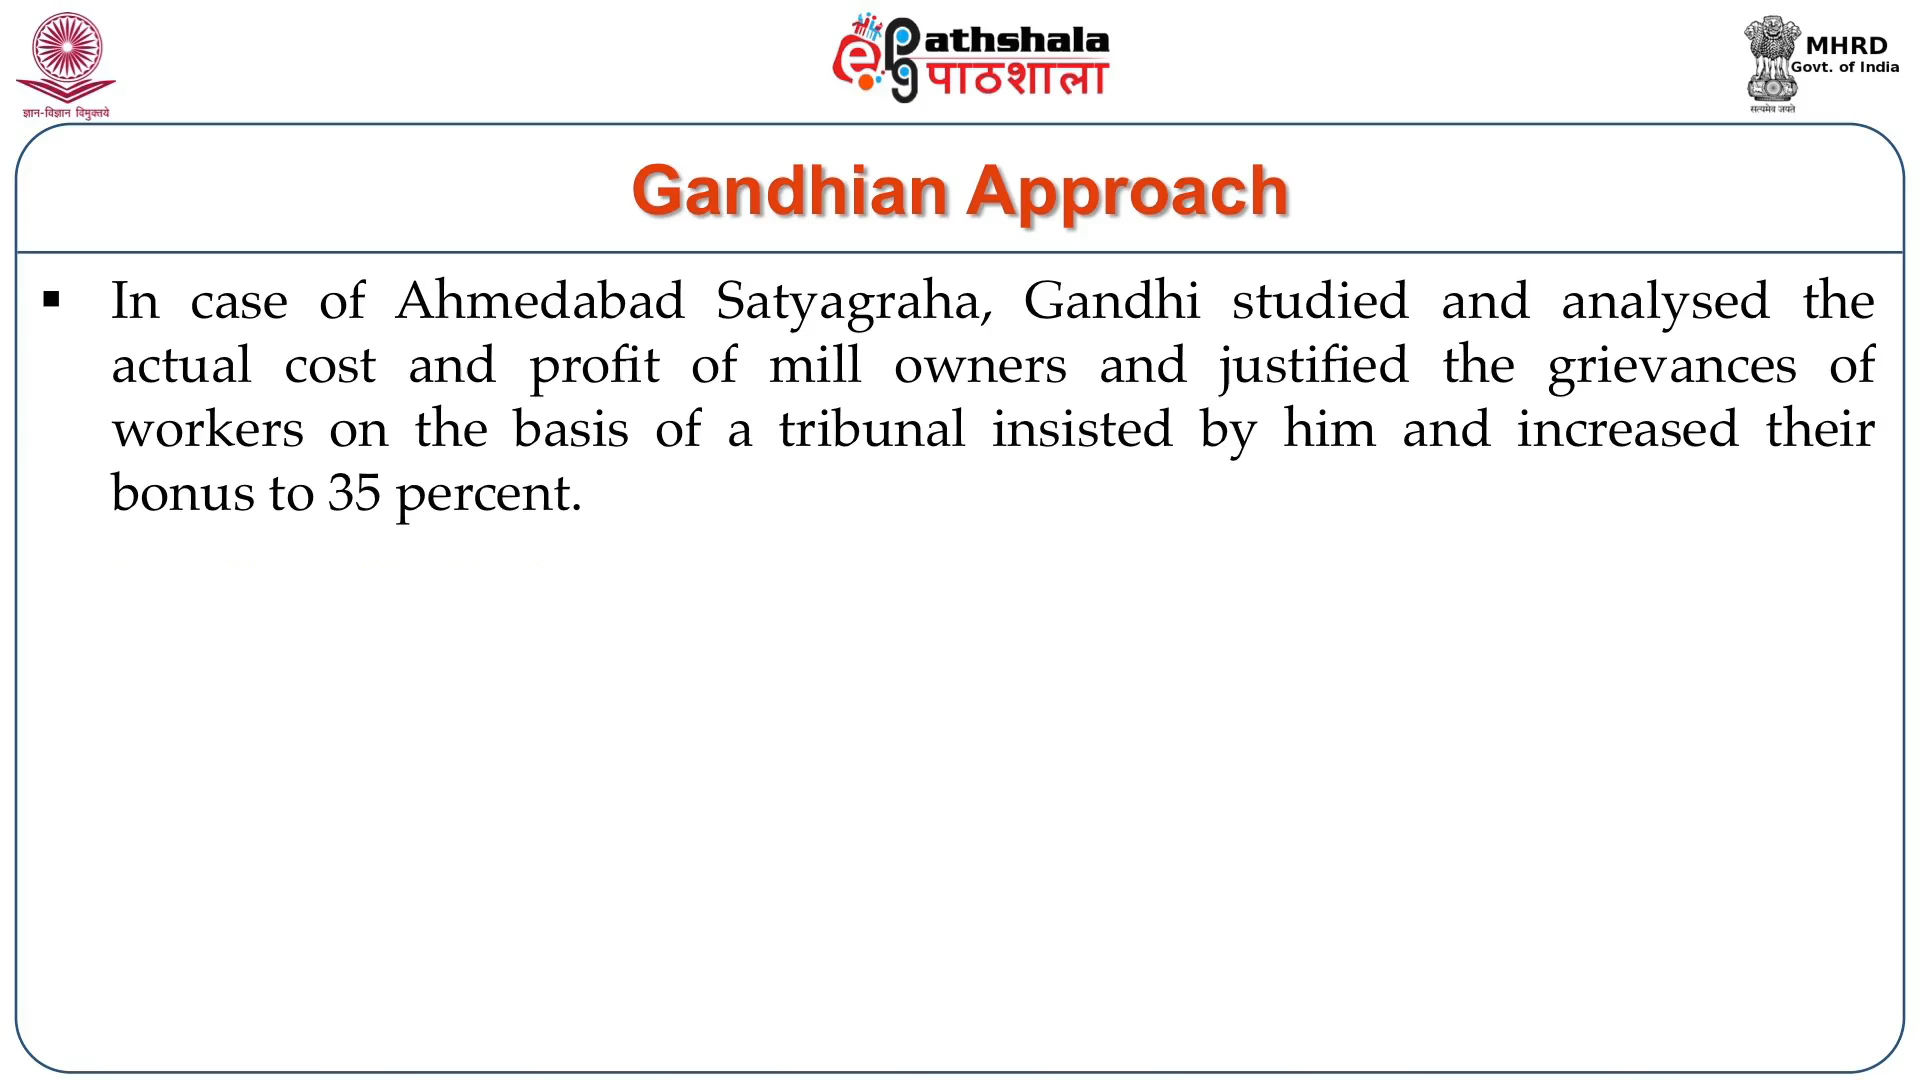 ज्ञान-विज्ञान विमुक्तये
ePg Pathshala
पाठशाला
MHRD
Govt. of India
सत्यमेव जयते
Gandhian Approach
▪ In case of Ahmedabad Satyagraha, Gandhi studied and analysed the
actual cost and profit of mill owners and justified the grievances of
workers on the basis of a tribunal insisted by him and increased their
bonus to 35 percent.